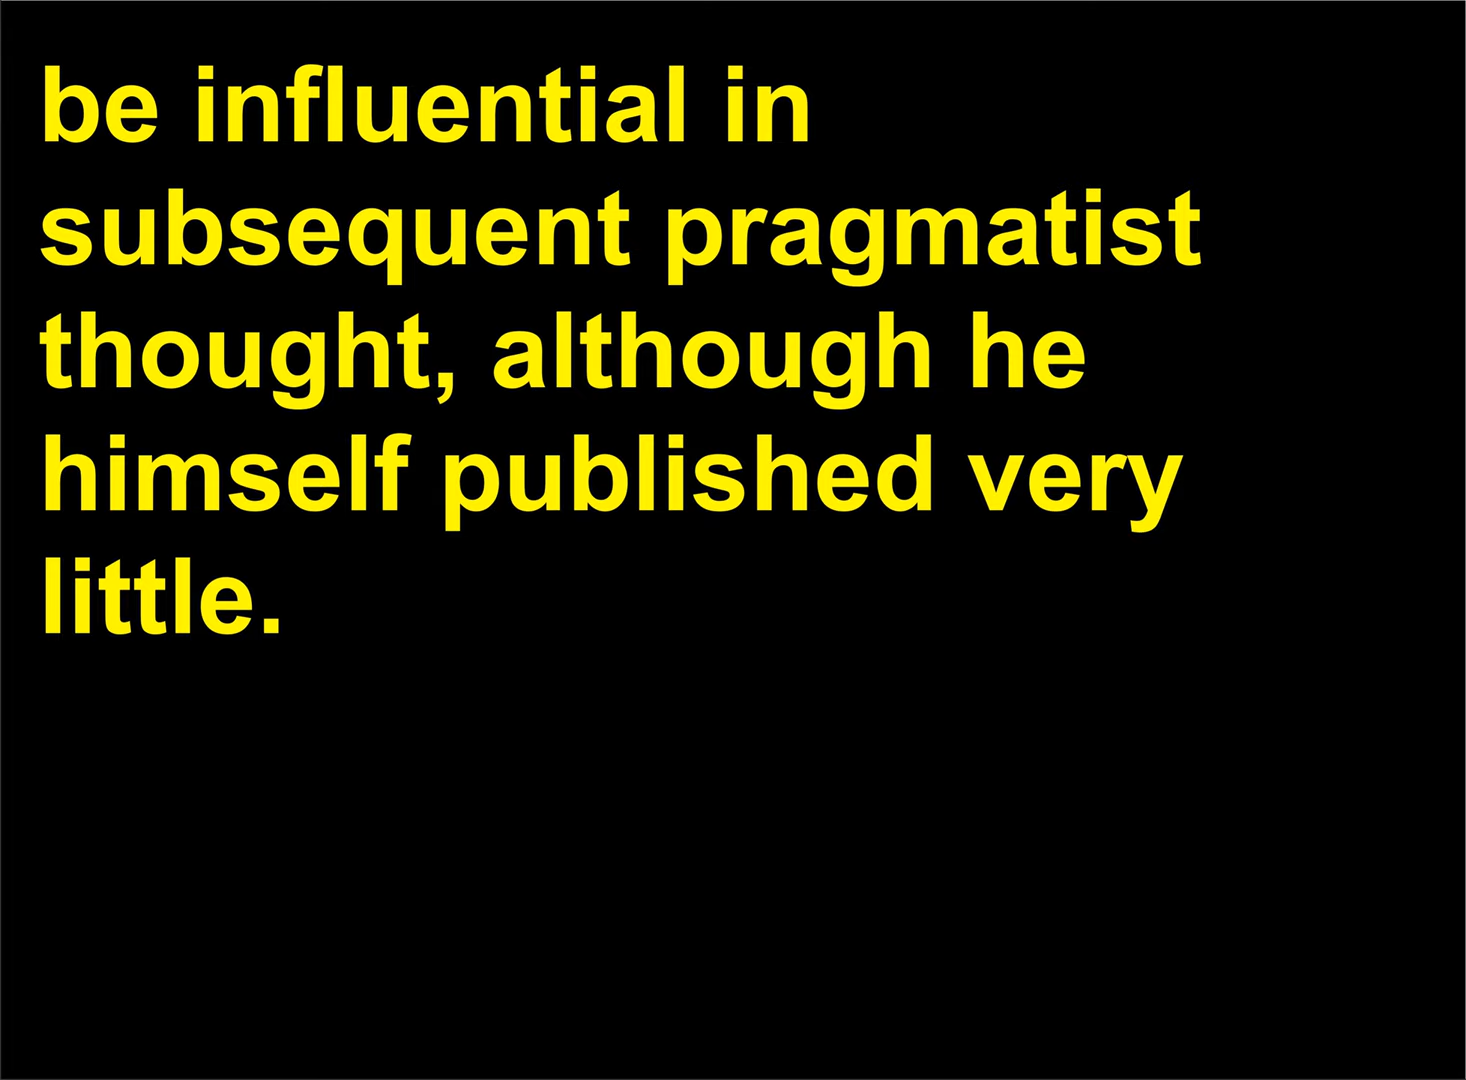 be influential in
subsequent pragmatist
thought, although he
himself published very
little.